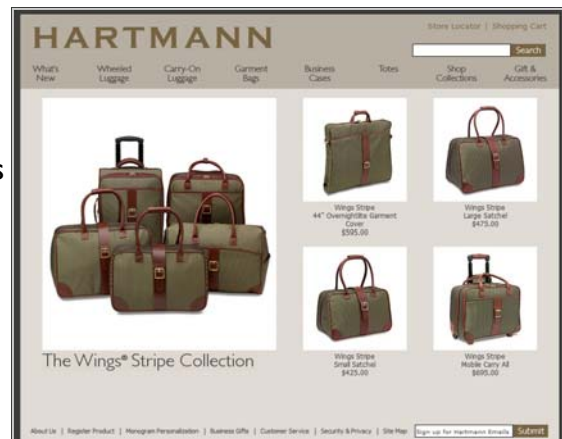 Store Locator | Shopping Cart
HARTMANN
Search
What's New
Wheeled Luggage
Carry-On Luggage
Garment Bags
Business Cases
Totes
Shop Collections
Gift & Accessories
s
Wings Stripe
44" Overnightlite Garment
Cover
$595.00
Wings Stripe
Large Satchel
$475.00
The Wings® Stripe Collection
Wings Stripe
Small Satchel
$425.00
Wings Stripe
Mobile Carry All
$695.00
About Us | Register Product | Monogram Personalization | Business Gifts | Customer Service | Security & Privacy | Site Map
Sign up for Hartmann Emails
Submit